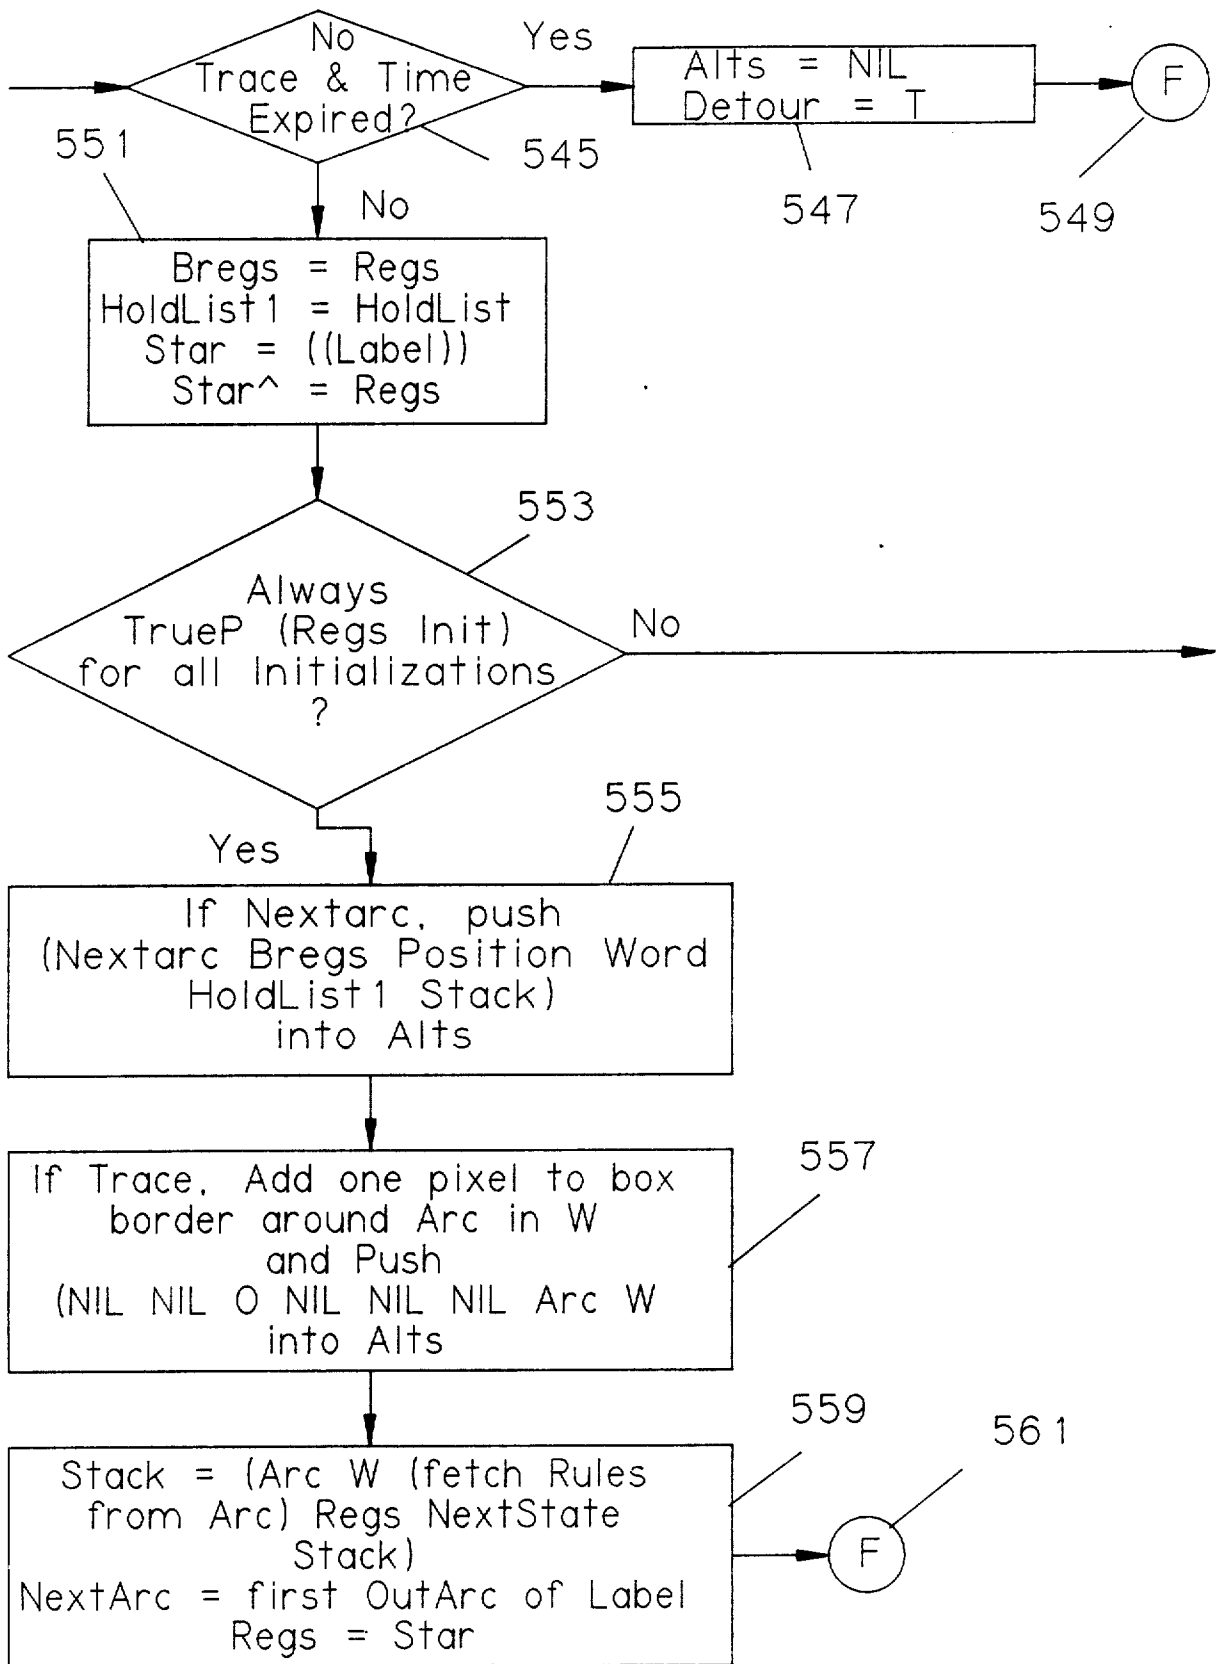 No
Trace & Time
Expired?
Yes
Alts = NIL
Detour = T
F
551
545
547
549
No
Bregs = Regs
HoldList1 = HoldList
Star = ((Label))
Star^ = Regs
553
Always
TrueP (Regs Init)
for all Initializations
?
No
555
Yes
If Nextarc, push
(Nextarc Bregs Position Word
HoldList1 Stack)
into Alts
557
If Trace, Add one pixel to box
border around Arc in W
and Push
(NIL NIL O NIL NIL NIL Arc W
into Alts
559
561
Stack = (Arc W (fetch Rules
from Arc) Regs NextState
Stack)
NextArc = first OutArc of Label
Regs = Star
F